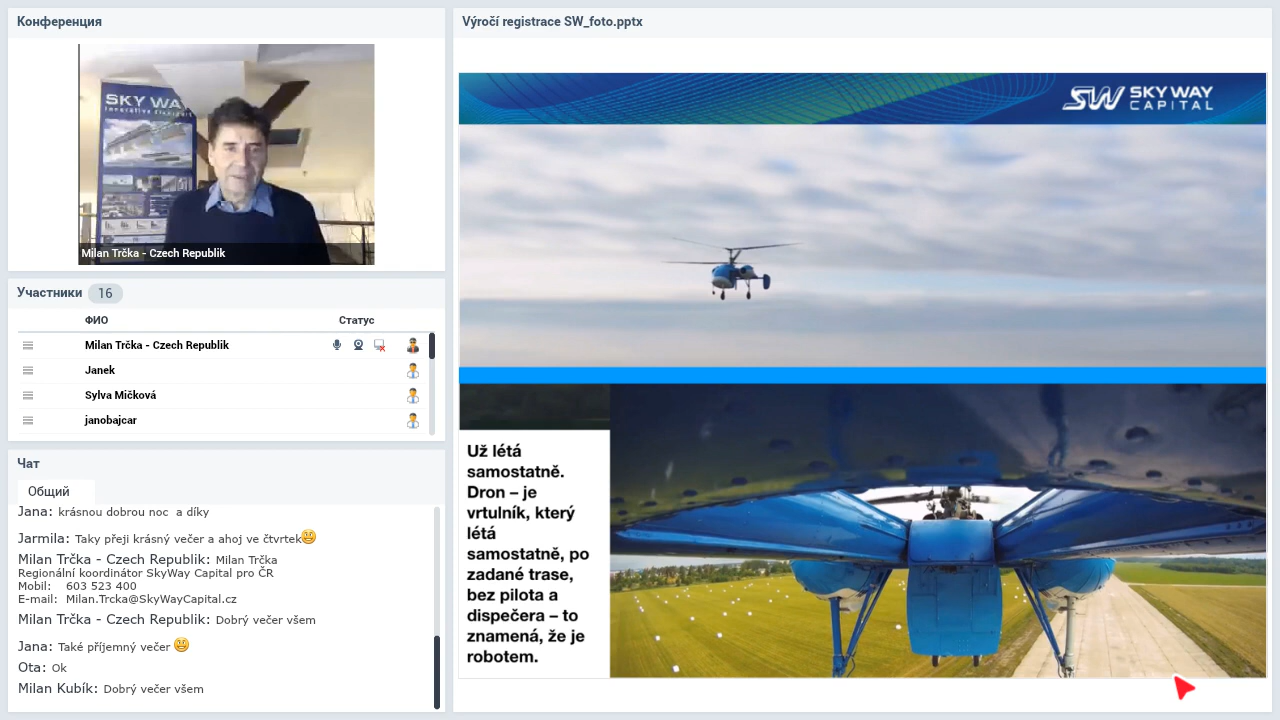 Конференция
SKY WA
Innovative
Milan Trčka - Czech Republik
Участники 16
ФИО Статус
Milan Trčka - Czech Republik
Janek
Sylva Mičková
janobajcar
Чат
Общий
Jana: krásnou dobrou noc a díky
Jarmila: Taky přeji krásný večer a ahoj ve čtvrtek
Milan Trčka - Czech Republik: Milan Trčka
Regionální koordinátor SkyWay Capital pro ČR
Mobil: 603 523 400
E-mail: Milan.Trcka@SkyWayCapital.cz
Milan Trčka - Czech Republik: Dobrý večer všem
Jana: Také příjemný večer
Ota: Ok
Milan Kubík: Dobrý večer všem
Výročí registrace SW_foto.pptx
SW SKY WAY
CAPITAL
Už létá
samostatně.
Dron – je
vrtulník, který
létá
samostatně, po
zadané trase,
bez pilota a
dispečera – to
znamená, že je
robotem.